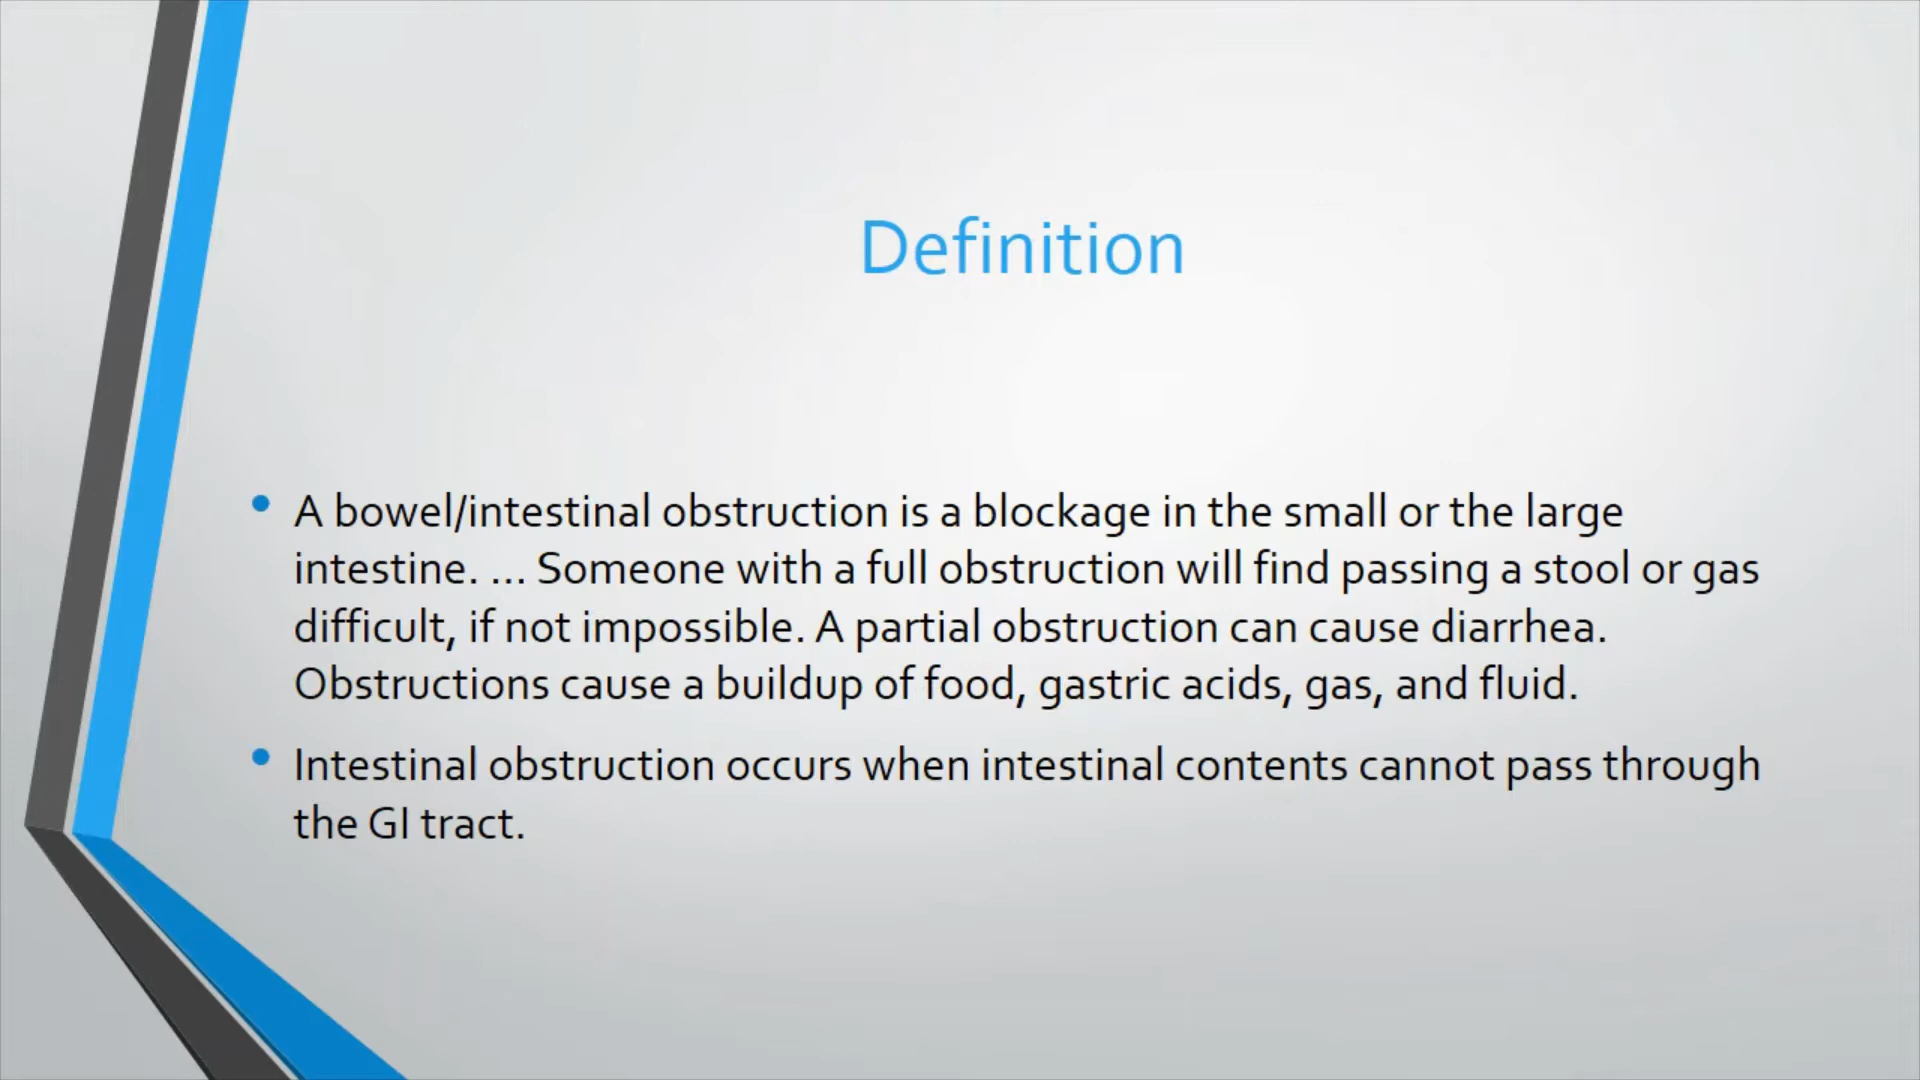 Definition
• A bowel/intestinal obstruction is a blockage in the small or the large
intestine. ... Someone with a full obstruction will find passing a stool or gas
difficult, if not impossible. A partial obstruction can cause diarrhea.
Obstructions cause a buildup of food, gastric acids, gas, and fluid.
• Intestinal obstruction occurs when intestinal contents cannot pass through
the GI tract.